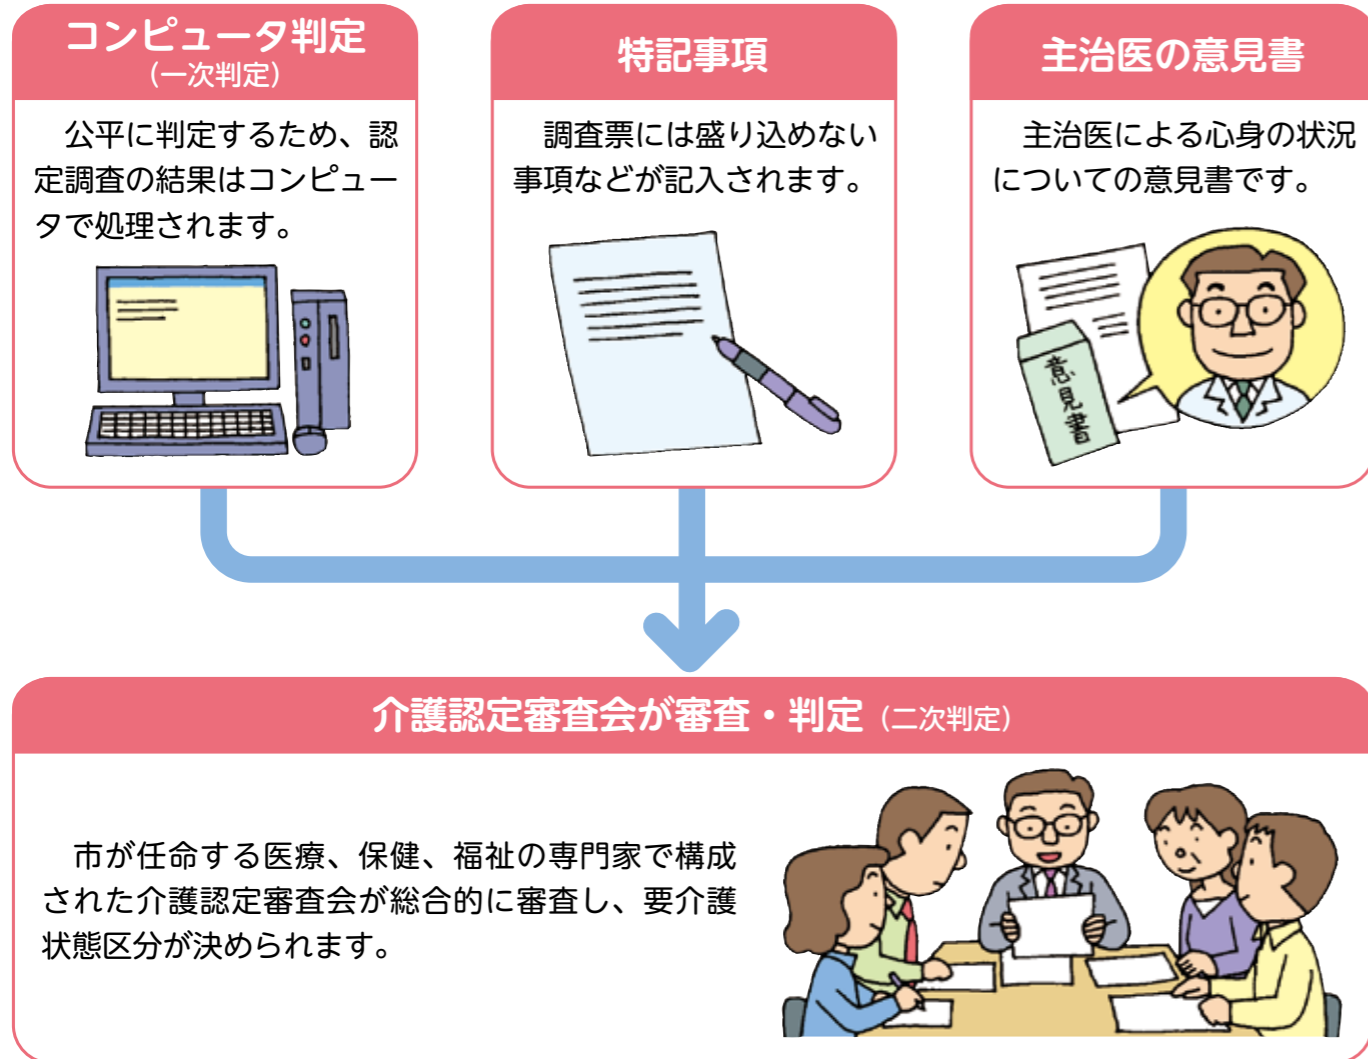 コンピュータ判定
(一次判定)
公平に判定するため、認
定調査の結果はコンピュー
タで処理されます。
特記事項
調査票には盛り込めない
事項などが記入されます。
主治医の意見書
主治医による心身の状況
についての意見書です。
意見書
介護認定審査会が審査・判定(二次判定)
市が任命する医療、保健、福祉の専門家で構成
された介護認定審査会が総合的に審査し、要介護
状態区分が決められます。